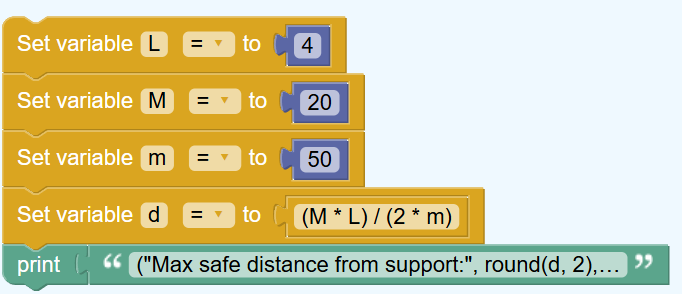 Set variable L = to 4
Set variable M = to 20
Set variable m = to 50
Set variable d = to (M * L) / (2 * m)
print “ ("Max safe distance from support:", round(d, 2),... ”